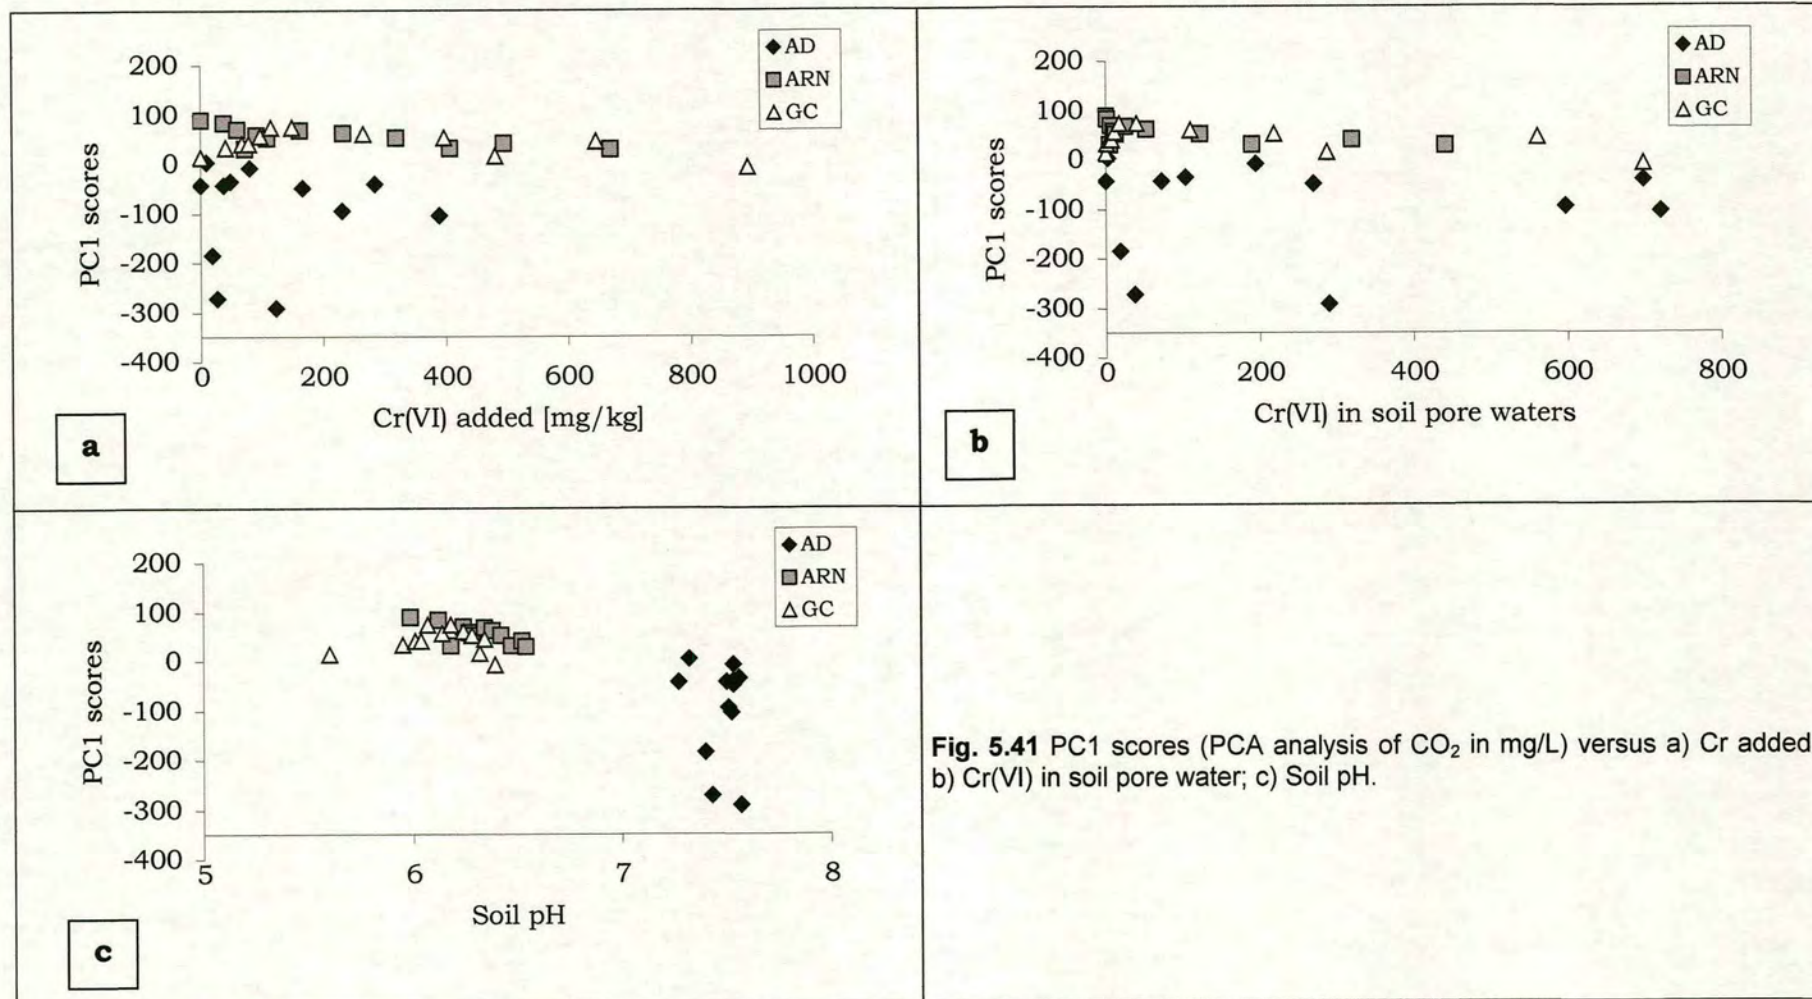 AD
ARN
GC
200
100
0
-100
-200
-300
-400
PC1 scores
0 200 400 600 800 1000
Cr(VI) added [mg/kg]
a
AD
ARN
GC
200
100
0
-100
-200
-300
-400
PC1 scores
0 200 400 600 800
Cr(VI) in soil pore waters
b
AD
ARN
GC
200
100
0
-100
-200
-300
-400
PC1 scores
5 6 7 8
Soil pH
c
Fig. 5.41 PC1 scores (PCA analysis of CO₂ in mg/L) versus a) Cr added
b) Cr(VI) in soil pore water; c) Soil pH.